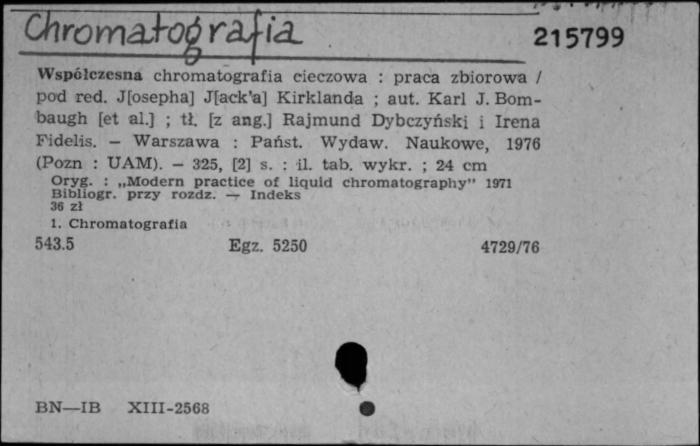 Chromatografia
215799
Współczesna chromatografia cieczowa : praca zbiorowa /
pod red. J[osepha] J[ack'a] Kirklanda ; aut. Karl J. Bom-
baugh [et al.] ; tł. [z ang.] Rajmund Dybczyński i Irena
Fidelis. — Warszawa : Państ. Wydaw. Naukowe, 1976
(Pozn : UAM). — 325, [2] s. : il. tab. wykr. ; 24 cm
Oryg. : „Modern practice of liquid chromatography" 1971
Bibliogr. przy rozdz. — Indeks
36 zł
1. Chromatografia
543.5 Egz. 5250 4729/76
BN—IB XIII-2568